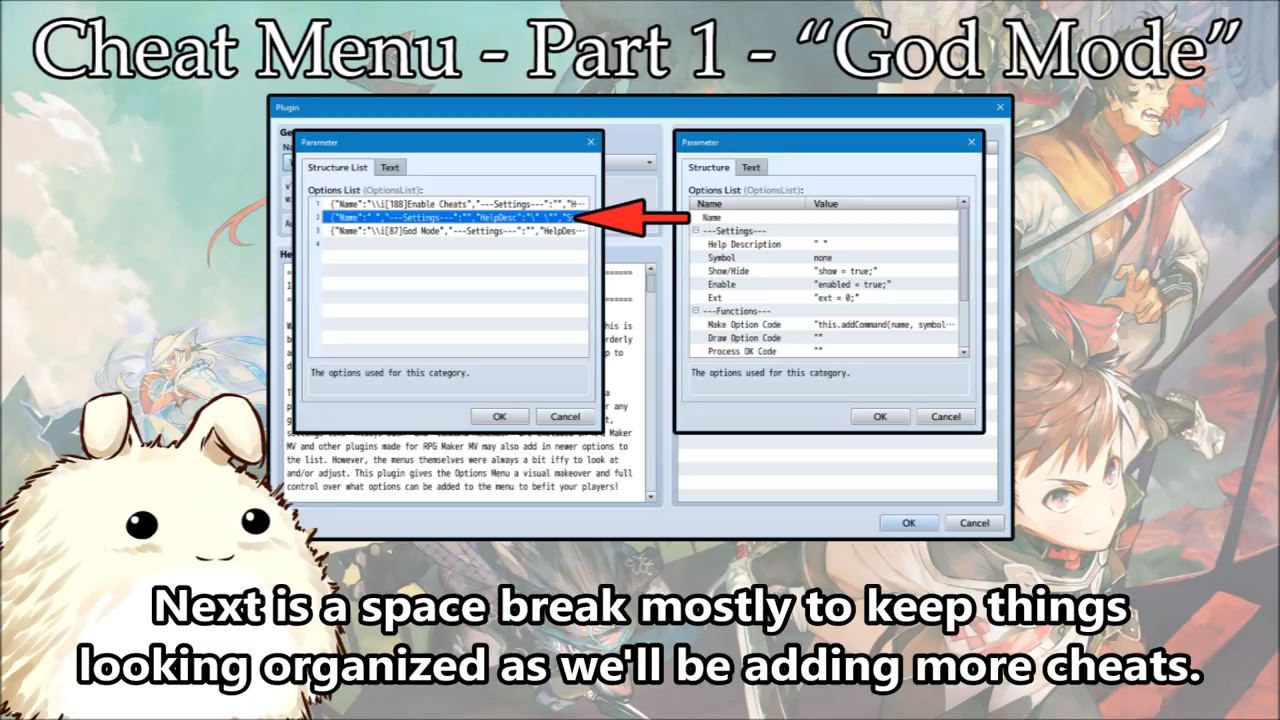 Cheat Menu - Part 1 - “God Mode”
Plugin
Parameter
Structure List Text
Options List (OptionsList):
1 {"Name":"\\i[188]Enable Cheats","---Settings---":"","H···
2 {"Name":" ","---Settings---":"","HelpDesc":"\" \"","S
3 {"Name":"\\i[87]God Mode","---Settings---":"","HelpDes···
4
The options used for this category.
OK Cancel
Parameter
Structure Text
Options List (OptionsList):
Name Value
Name
---Settings---
Help Description " "
Symbol none
Show/Hide "show = true;"
Enable "enabled = true;"
Ext "ext = 0;"
---Functions---
Make Option Code "this.addCommand(name, symbol···
Draw Option Code ""
Process OK Code ""
The options used for this category.
OK Cancel
MV and other plugins made for RPG Maker MV may also add in newer options to
the list. However, the menus themselves were always a bit iffy to look at
and/or adjust. This plugin gives the Options Menu a visual makeover and full
control over what options can be added to the menu to befit your players!
OK Cancel
Next is a space break mostly to keep things
looking organized as we'll be adding more cheats.